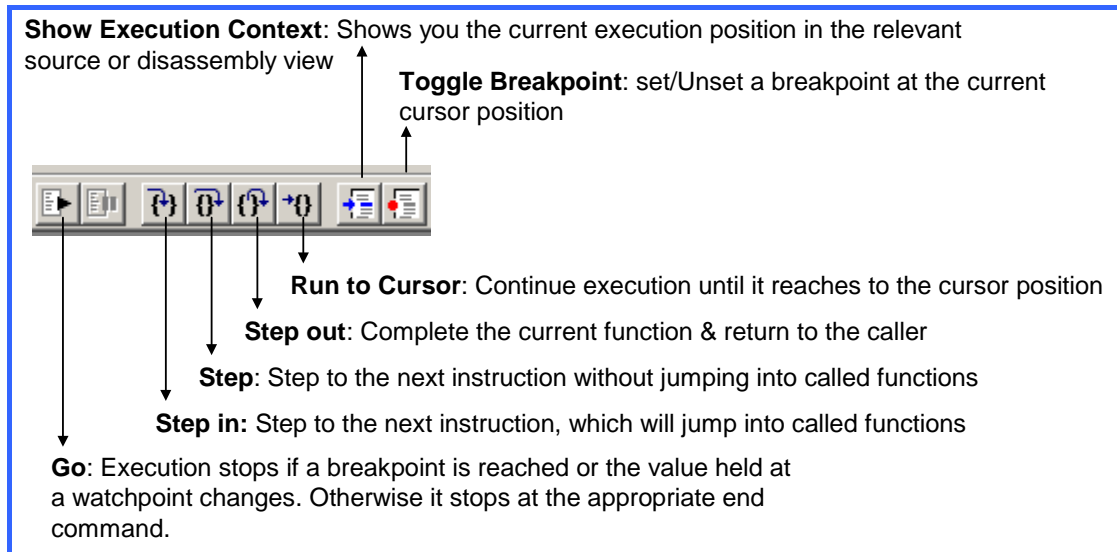 Show Execution Context: Shows you the current execution position in the relevant
source or disassembly view
Toggle Breakpoint: set/Unset a breakpoint at the current
cursor position
Run to Cursor: Continue execution until it reaches to the cursor position
Step out: Complete the current function & return to the caller
Step: Step to the next instruction without jumping into called functions
Step in: Step to the next instruction, which will jump into called functions
Go: Execution stops if a breakpoint is reached or the value held at
a watchpoint changes. Otherwise it stops at the appropriate end
command.